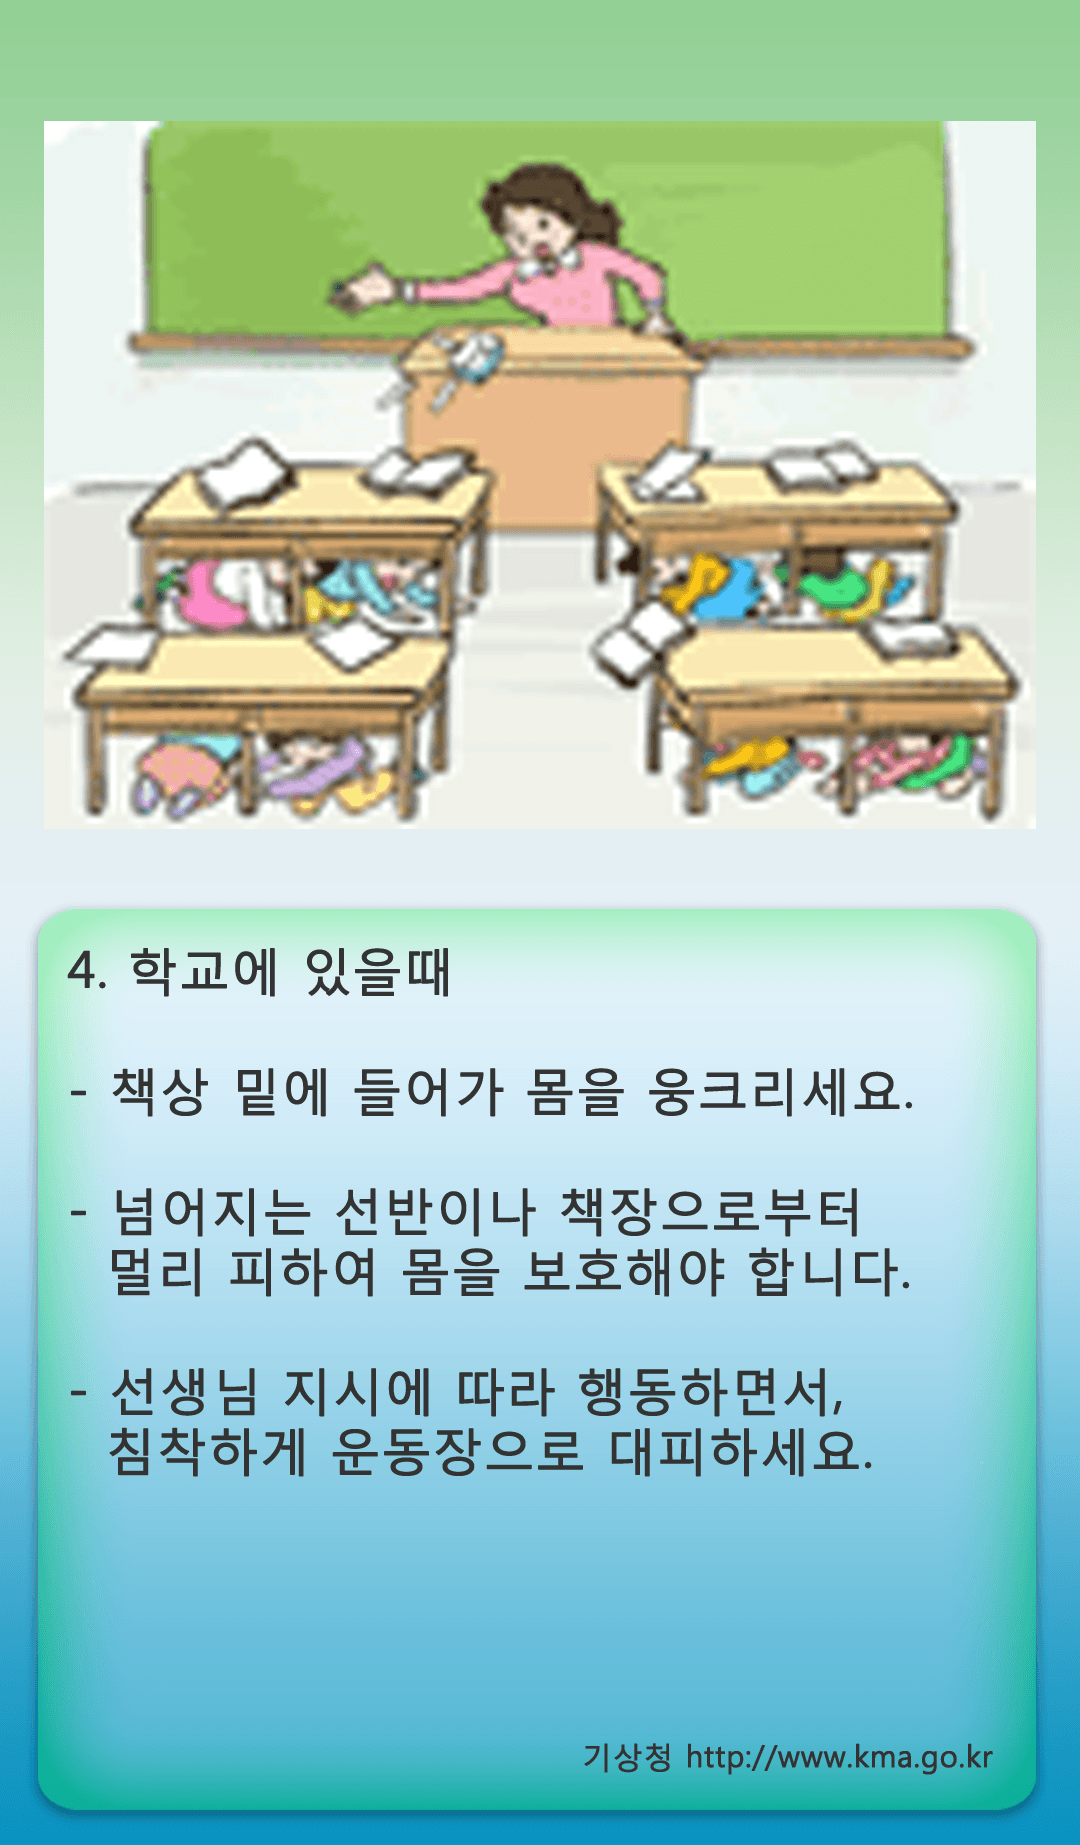 4. 학교에 있을때
- 책상 밑에 들어가 몸을 웅크리세요.
- 넘어지는 선반이나 책장으로부터
멀리 피하여 몸을 보호해야 합니다.
- 선생님 지시에 따라 행동하면서,
침착하게 운동장으로 대피하세요.
기상청 http://www.kma.go.kr